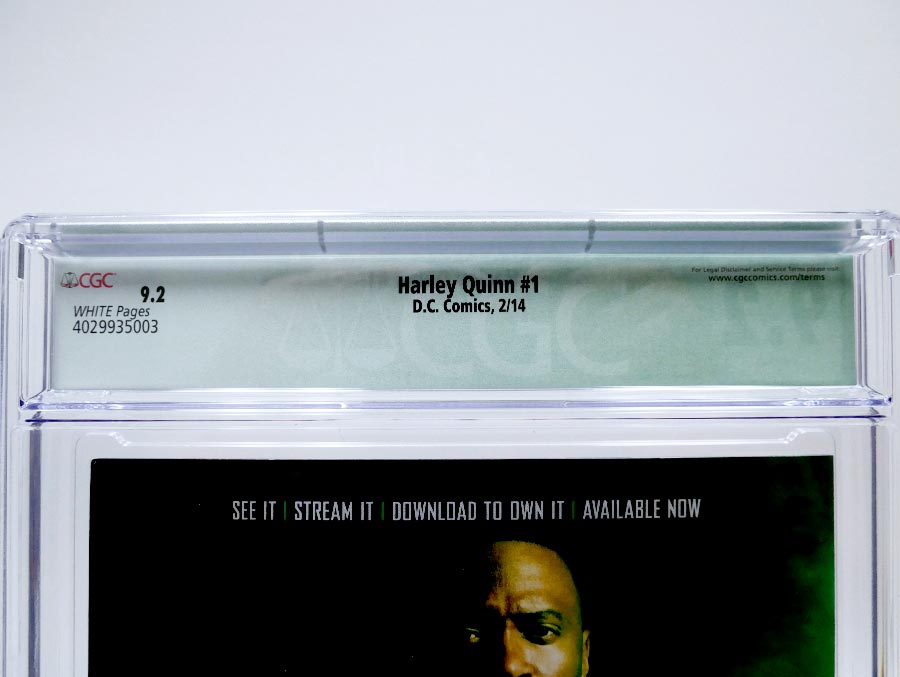 CGC
9.2
WHITE Pages
4029935003
Harley Quinn #1
D.C. Comics, 2/14
For Legal Disclaimer and Service Terms please visit:
www.cgccomics.com/terms
CGC
SEE IT | STREAM IT | DOWNLOAD TO OWN IT | AVAILABLE NOW